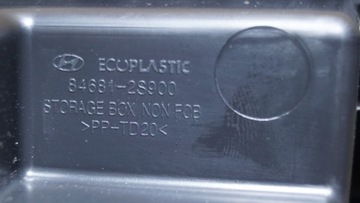 ECOPLASTIC
84681-2S900
STORAGE BOX NON FOB
>PP-TD20<